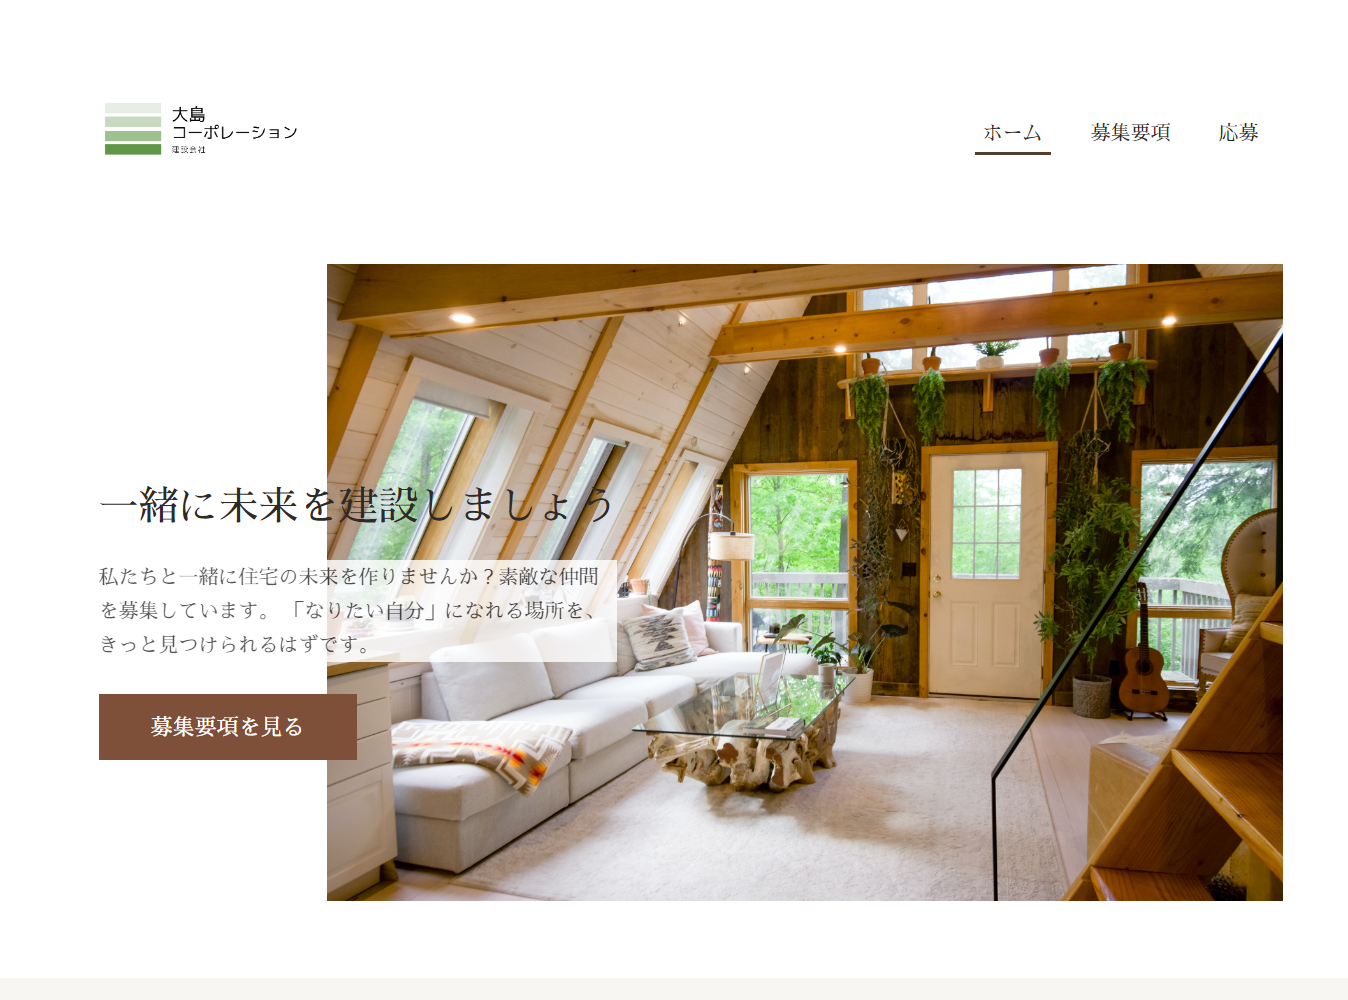 大島
コーポレーション
建設会社
ホーム
募集要項
応募
一緒に未来を建設しましょう
私たちと一緒に住宅の未来を作りませんか？素敵な仲間
を募集しています。 「なりたい自分」になれる場所を、
きっと見つけられるはずです。
募集要項を見る